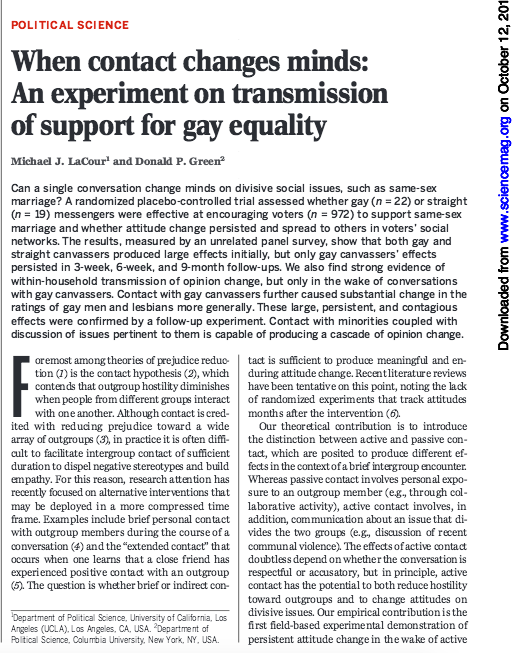 POLITICAL SCIENCE
When contact changes minds:
An experiment on transmission
of support for gay equality
Michael J. LaCour1 and Donald P. Green2
Can a single conversation change minds on divisive social issues, such as same-sex
marriage? A randomized placebo-controlled trial assessed whether gay (n = 22) or straight
(n = 19) messengers were effective at encouraging voters (n = 972) to support same-sex
marriage and whether attitude change persisted and spread to others in voters' social
networks. The results, measured by an unrelated panel survey, show that both gay and
straight canvassers produced large effects initially, but only gay canvassers' effects
persisted in 3-week, 6-week, and 9-month follow-ups. We also find strong evidence of
within-household transmission of opinion change, but only in the wake of conversations
with gay canvassers. Contact with gay canvassers further caused substantial change in the
ratings of gay men and lesbians more generally. These large, persistent, and contagious
effects were confirmed by a follow-up experiment. Contact with minorities coupled with
discussion of issues pertinent to them is capable of producing a cascade of opinion change.
Foremost among theories of prejudice reduc-
tion (1) is the contact hypothesis (2), which
contends that outgroup hostility diminishes
when people from different groups interact
with one another. Although contact is cred-
ited with reducing prejudice toward a wide
array of outgroups (3), in practice it is often diffi-
cult to facilitate intergroup contact of sufficient
duration to dispel negative stereotypes and build
empathy. For this reason, research attention has
recently focused on alternative interventions that
may be deployed in a more compressed time
frame. Examples include brief personal contact
with outgroup members during the course of a
conversation (4) and the "extended contact" that
occurs when one learns that a close friend has
experienced positive contact with an outgroup
(5). The question is whether brief or indirect con-
1Department of Political Science, University of California, Los
Angeles (UCLA), Los Angeles, CA, USA. 2Department of
Political Science, Columbia University, New York, NY, USA.
tact is sufficient to produce meaningful and en-
during attitude change. Recent literature reviews
have been tentative on this point, noting the lack
of randomized experiments that track attitudes
months after the intervention (6).
Our theoretical contribution is to introduce
the distinction between active and passive con-
tact, which are posited to produce different ef-
fects in the context of a brief intergroup encounter.
Whereas passive contact involves personal expo-
sure to an outgroup member (e.g., through col-
laborative activity), active contact involves, in
addition, communication about an issue that di-
vides the two groups (e.g., discussion of recent
communal violence). The effects of active contact
doubtless depend on whether the conversation is
respectful or accusatory, but in principle, active
contact has the potential to both reduce hostility
toward outgroups and to change attitudes on
divisive issues. Our empirical contribution is the
first field-based experimental demonstration of
persistent attitude change in the wake of active
Downloaded from www.sciencemag.org on October 12, 201